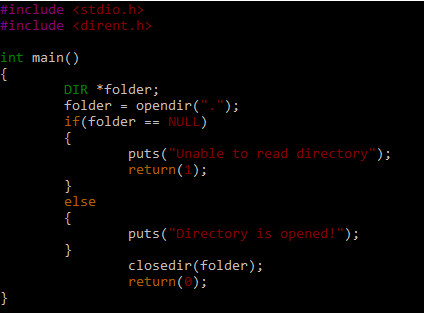 #include <stdio.h>
#include <dirent.h>

int main()
{
        DIR *folder;
        folder = opendir(".");
        if(folder == NULL)
        {
                puts("Unable to read directory");
                return(1);
        }
        else
        {
                puts("Directory is opened!");
        }
                closedir(folder);
                return(0);
}